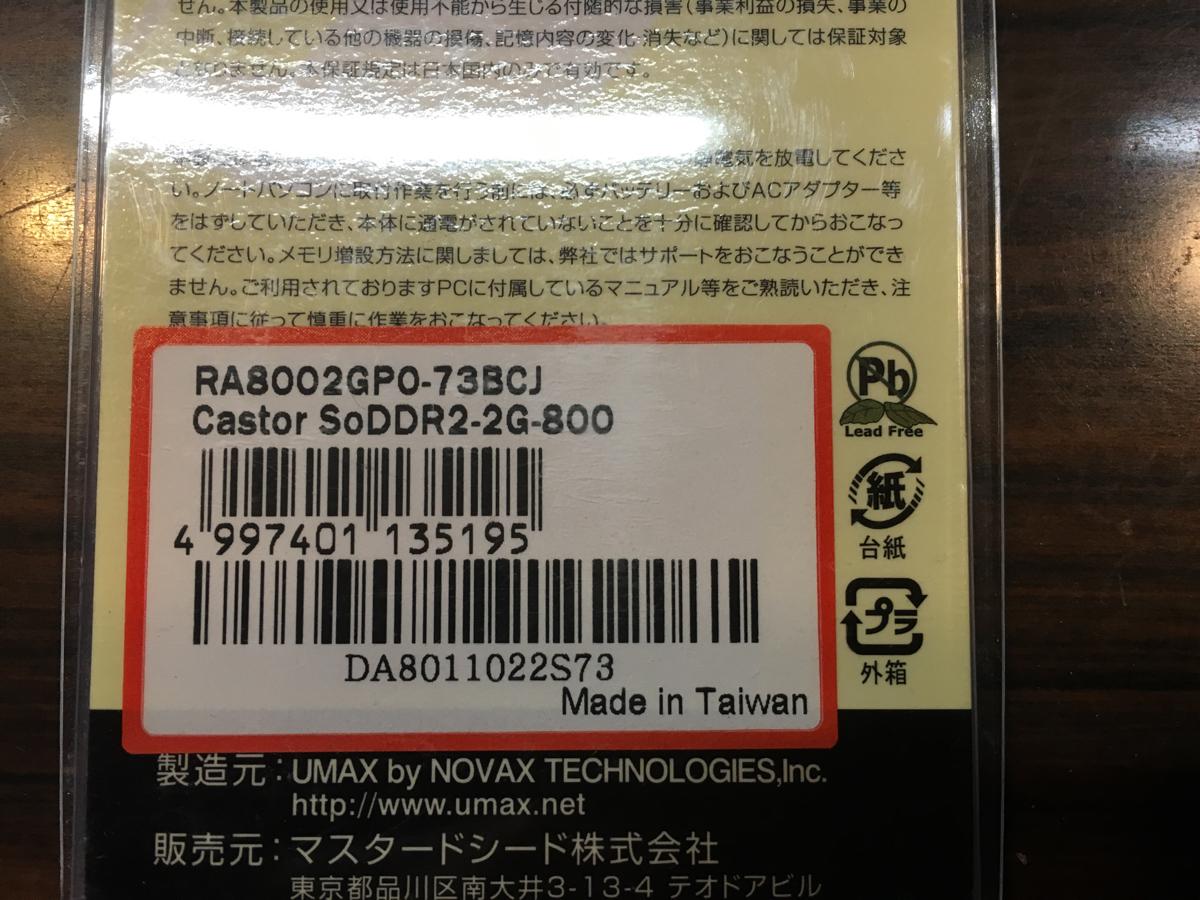 せん。本製品の使用又は使用不能から生じる付随的な損害(事業利益の損失、事業の
中断、接続している他の機器の損傷、記憶内容の変化・消失など)に関しては保証対象
となりません。本保証規定は日本国内のみで有効です。
電気を放電してくださ
い。ノートパソコンに取付作業を行う前には、必ずバッテリーおよびACアダプター等
をはずしていただき、本体に通電がされていないことを十分に確認してからおこなっ
てください。メモリ増設方法に関しましては、弊社ではサポートをおこなうことができ
ません。ご利用されておりますPCに付属しているマニュアル等をご熟読いただき、注
意事項に従って慎重に作業をおこなってください。
RA8002GP0-73BCJ
Castor SoDDR2-2G-800
4 997401 135195
DA8011022S73
Made in Taiwan
Pb
Lead Free
紙
台紙
プラ
外箱
製造元:UMAX by NOVAX TECHNOLOGIES,Inc.
http://www.umax.net
販売元:マスタードシード株式会社
東京都品川区南大井3-13-4 テオドアビル